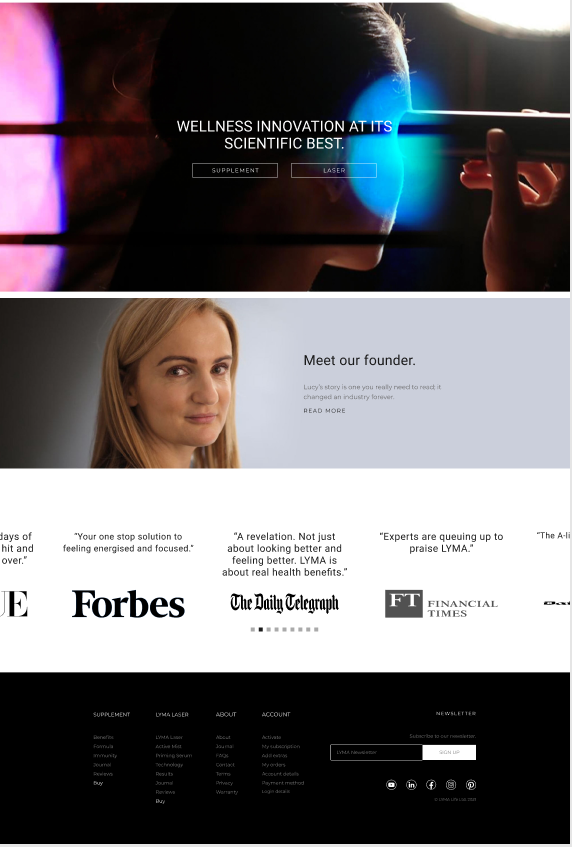 WELLNESS INNOVATION AT ITS
SCIENTIFIC BEST.
SUPPLEMENT
LASER
Meet our founder.
Lucy's story is one you really need to read; it
changed an industry forever.
READ MORE
days of
hit and
over."
UE
"Your one stop solution to
feeling energised and focused."
Forbes
"A revelation. Not just
about looking better and
feeling better. LYMA is
about real health benefits."
The Daily Telegraph
"Experts are queuing up to
praise LYMA."
FT FINANCIAL
TIMES
"The A-li
SUPPLEMENT
Benefits
Formula
Immunity
Journal
Reviews
Buy
LYMA LASER
LYMA Laser
Active Mist
Priming Serum
Technology
Results
Journal
Reviews
Buy
ABOUT
About
Journal
FAQs
Contact
Terms
Privacy
Warranty
ACCOUNT
Activate
My subscription
Add extras
My orders
Account details
Payment method
Login details
NEWSLETTER
Subscribe to our newsletter:
LYMA Newsletter
SIGN UP